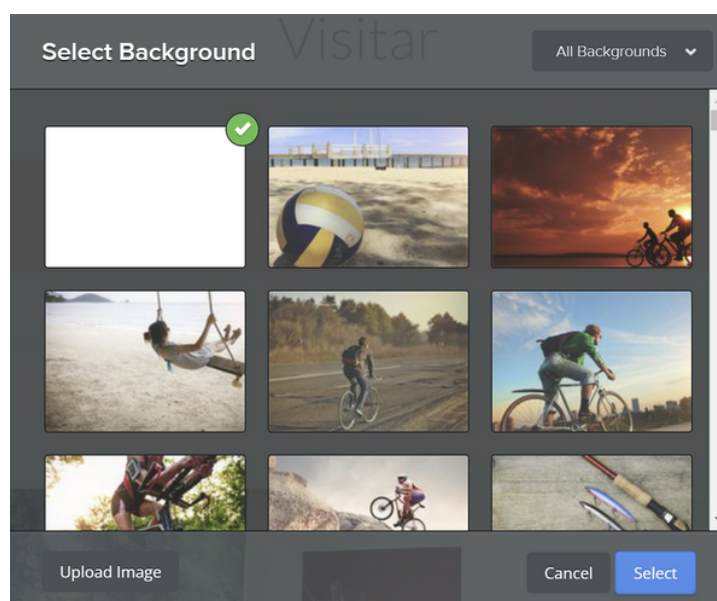 Visitar
Select Background
All Backgrounds
Upload Image
Cancel
Select